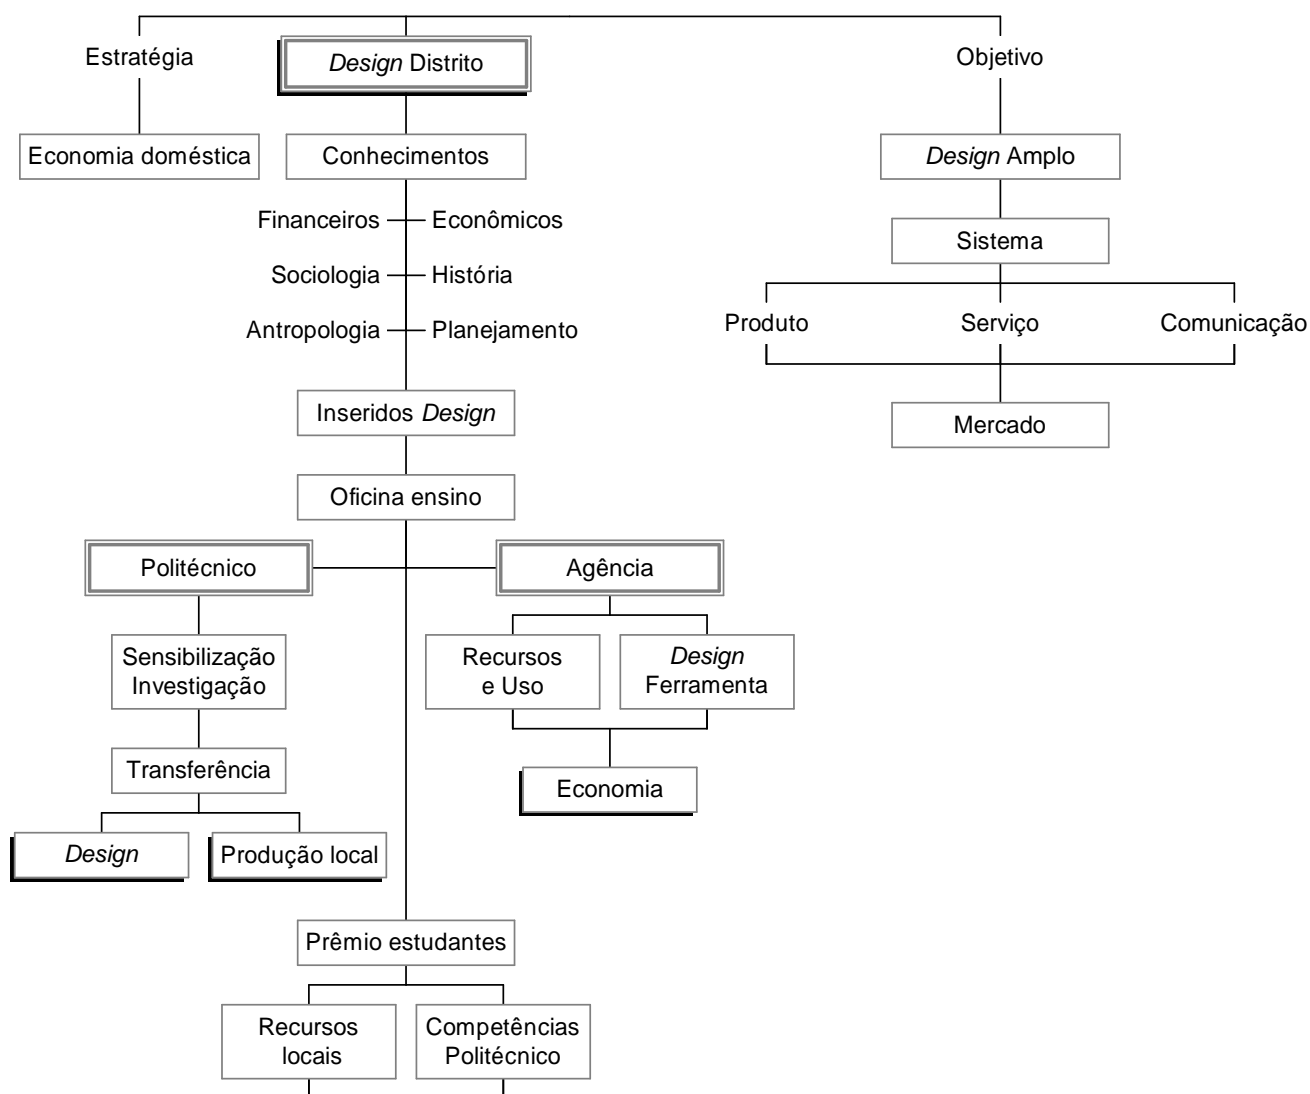 Estratégia
Design Distrito
Objetivo
Economia doméstica
Conhecimentos
Design Amplo
Financeiros
Econômicos
Sistema
Sociologia
História
Antropologia
Planejamento
Produto
Serviço
Comunicação
Inseridos Design
Mercado
Oficina ensino
Politécnico
Agência
Sensibilização
Investigação
Recursos
e Uso
Design
Ferramenta
Transferência
Economia
Design
Produção local
Prêmio estudantes
Recursos
locais
Competências
Politécnico